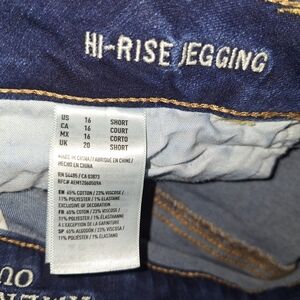 HI-RISE JEGGING
US 16 SHORT
CA 16 COURT
MX 16 CORTO
UK 20 SHORT
MADE IN CHINA / FABRIQUÉ EN CHINE /
HECHO EN CHINA
RN 54485 / CA 03873
EN 65% COTTON / 23% VISCOSE /
11% POLYESTER / 1% ELASTANE
EXCLUSIVE OF DECORATION
FR 65% COTON / 23% VISCOSE /
11% POLYESTER / 1% ÉLASTHANNE
À L'EXCEPTION DE LA GARNITURE
SP 65% ALGODÓN / 23% VISCOSA /
11% POLIÉSTER / 1% ELASTANO